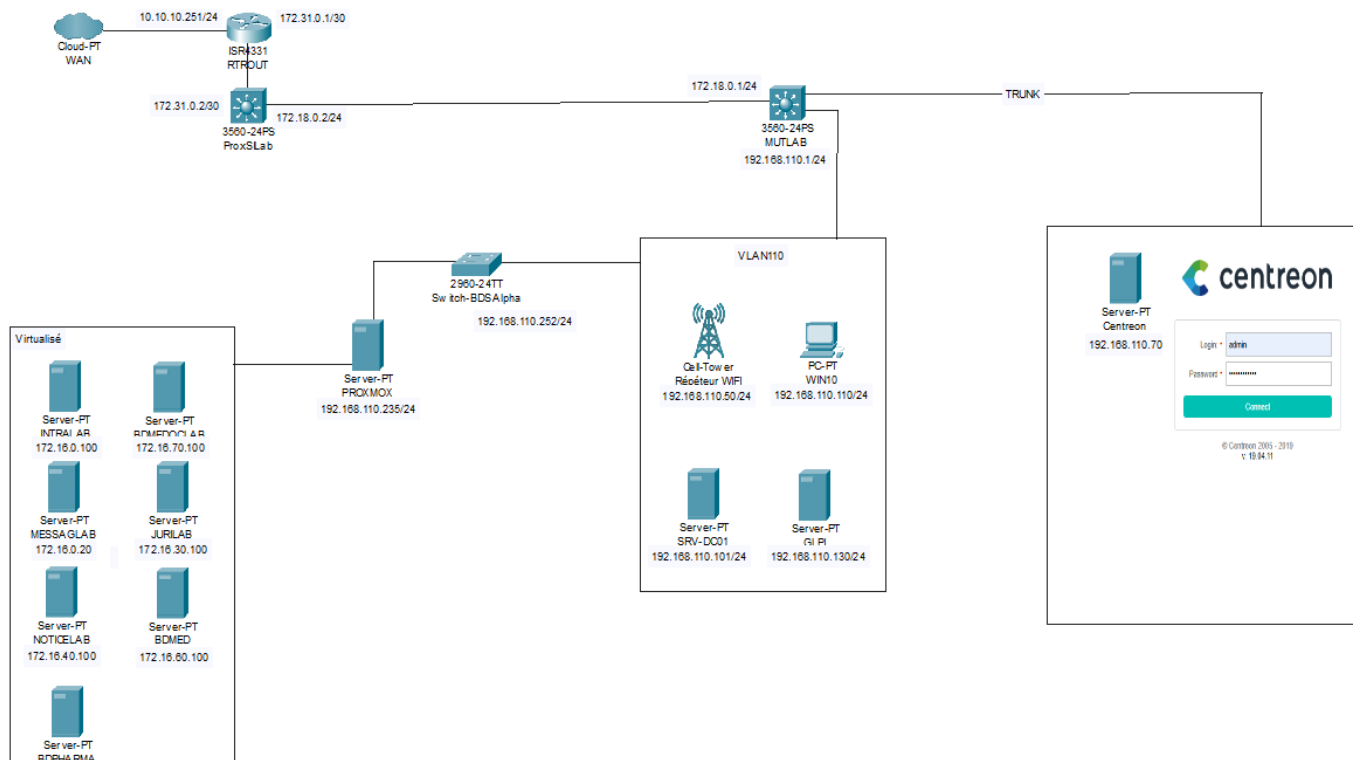 10.10.10.251/24
172.31.0.1/30
Cloud-PT
WAN
ISR4331
RTROUT
172.31.0.2/30
172.18.0.2/24
3560-24PS
ProxSILab
172.18.0.1/24
3560-24PS
MUTLAB
192.168.110.1/24
TRUNK
VLAN110
2960-24TT
Switch-BDSAlpha
192.168.110.252/24
Server-PT
PROXMOX
192.168.110.235/24
Cell-Tower
Répéteur WIFI
192.168.110.50/24
PC-PT
WIN10
192.168.110.110/24
Server-PT
SRV-DC01
192.168.110.101/24
Server-PT
GLPI
192.168.110.130/24
Server-PT
Centreon
192.168.110.70
centreon
Login *
admin
Password *
Connect
© Centreon 2005 - 2019
v. 19.04.11
Virtualisé
Server-PT
INTRALAB
172.16.0.100
Server-PT
BDMEDOCLAB
172.16.70.100
Server-PT
MESSAGLAB
172.16.0.20
Server-PT
JURILAB
172.16.30.100
Server-PT
NOTICELAB
172.16.40.100
Server-PT
BDMED
172.16.60.100
Server-PT
BDPHARMA